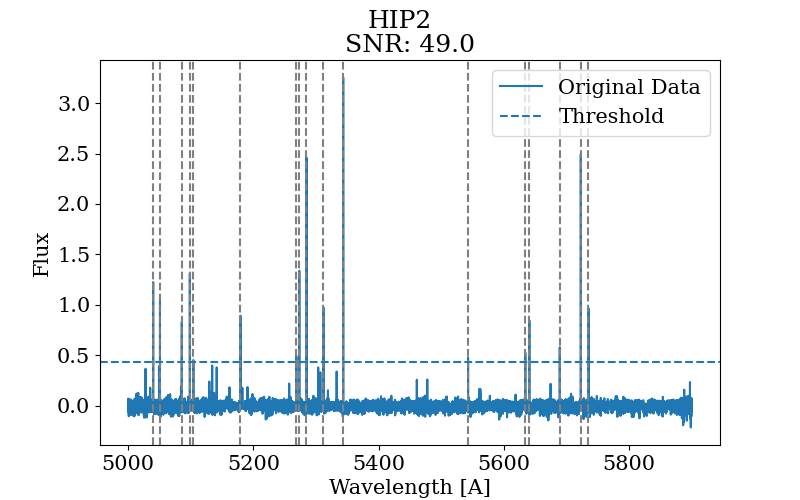 HIP2
SNR: 49.0
Original Data
Threshold
Flux
3.0
2.5
2.0
1.5
1.0
0.5
0.0
5000 5200 5400 5600 5800
Wavelength [A]